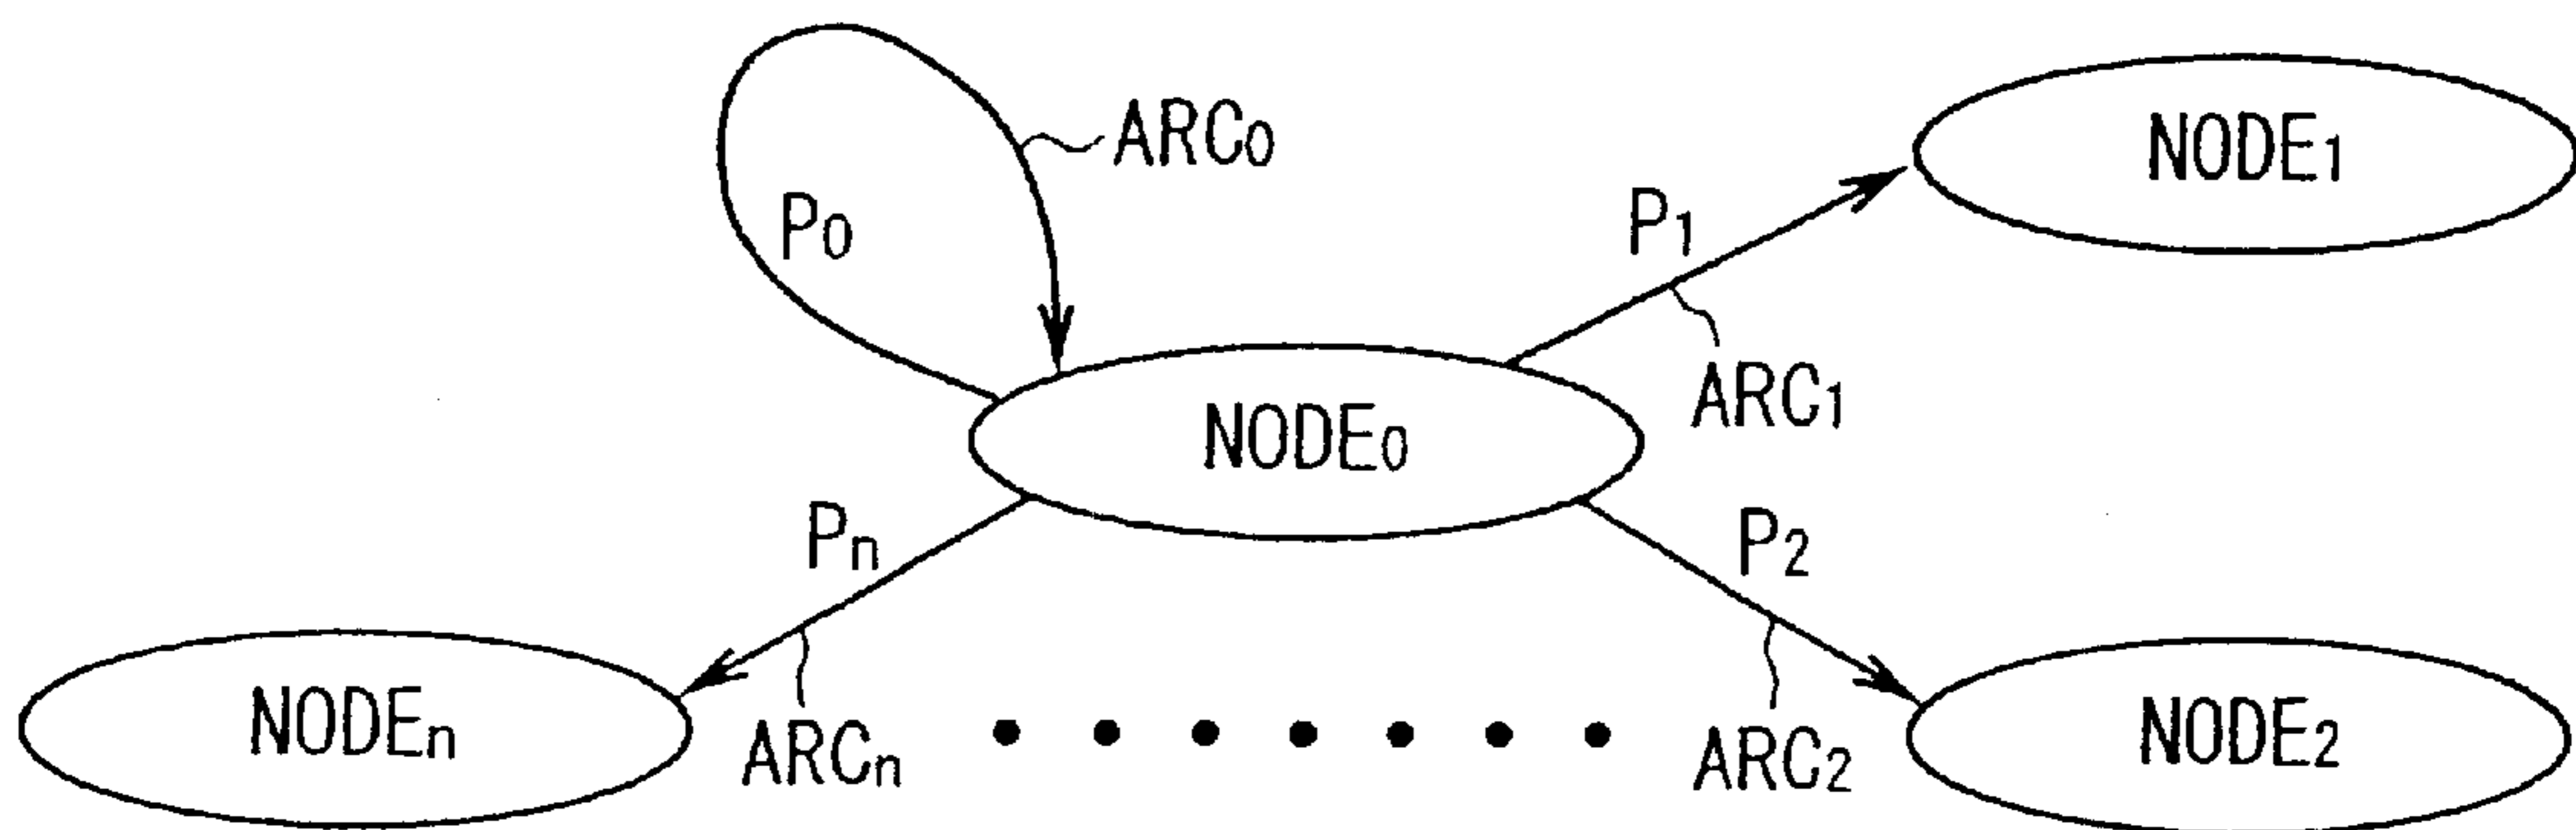 ARC0
NODE1
P0
P1
ARC1
NODE0
Pn
P2
NODEn
ARCn
ARC2
NODE2